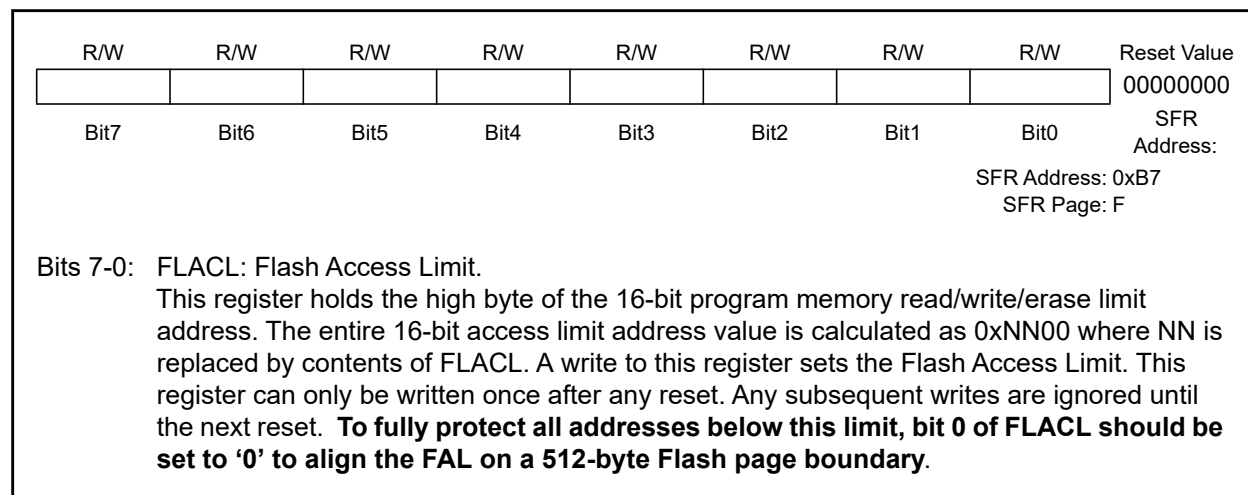 R/W R/W R/W R/W R/W R/W R/W R/W Reset Value
00000000
Bit7 Bit6 Bit5 Bit4 Bit3 Bit2 Bit1 Bit0 SFR
Address:
SFR Address: 0xB7
SFR Page: F
Bits 7-0: FLACL: Flash Access Limit.
This register holds the high byte of the 16-bit program memory read/write/erase limit
address. The entire 16-bit access limit address value is calculated as 0xNN00 where NN is
replaced by contents of FLACL. A write to this register sets the Flash Access Limit. This
register can only be written once after any reset. Any subsequent writes are ignored until
the next reset. To fully protect all addresses below this limit, bit 0 of FLACL should be
set to ‘0’ to align the FAL on a 512-byte Flash page boundary.